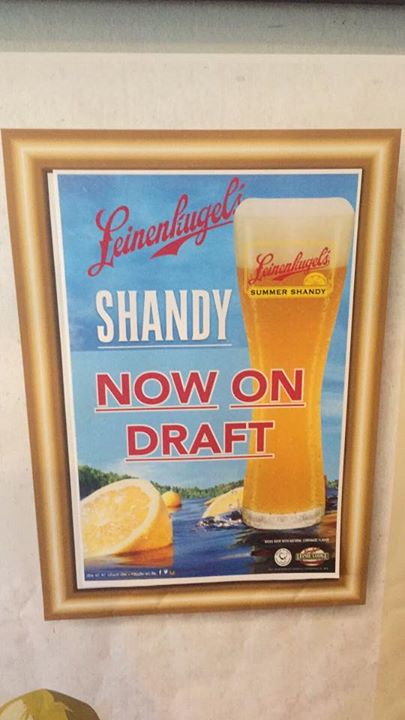 Leinenkugel's
SHANDY
Leinenkugel's
SUMMER SHANDY
NOW ON
DRAFT